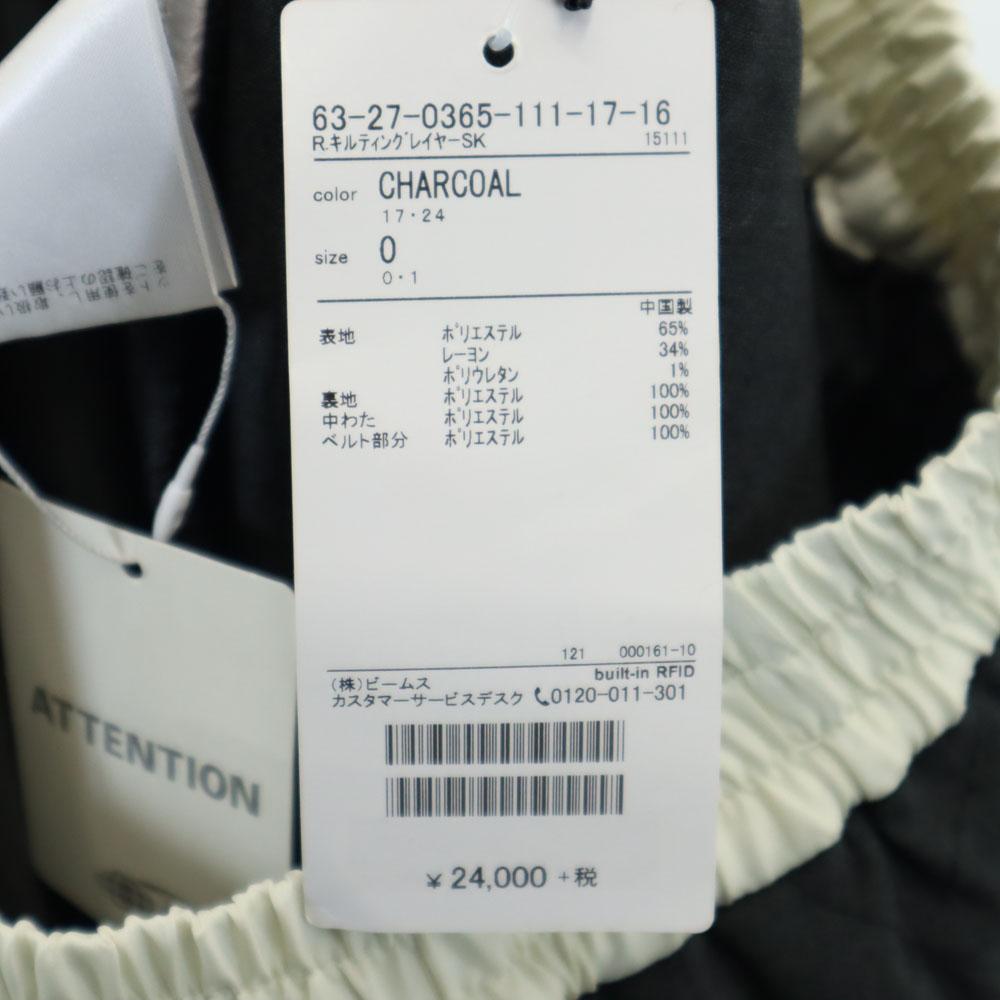 63-27-0365-111-17-16
R.ｷﾙﾃｨﾝｸﾞﾚｲﾔｰSK 15111
color CHARCOAL
17・24
size 0
0・1
中国製
表地 ﾎﾟﾘｴｽﾃﾙ 65%
ﾚｰﾖﾝ 34%
ﾎﾟﾘｳﾚﾀﾝ 1%
裏地 ﾎﾟﾘｴｽﾃﾙ 100%
中わた ﾎﾟﾘｴｽﾃﾙ 100%
ベルト部分 ﾎﾟﾘｴｽﾃﾙ 100%
121 000161-10
built-in RFID
(株)ビームス
カスタマーサービスデスク 0120-011-301
¥ 24,000 +税
ATTENTION